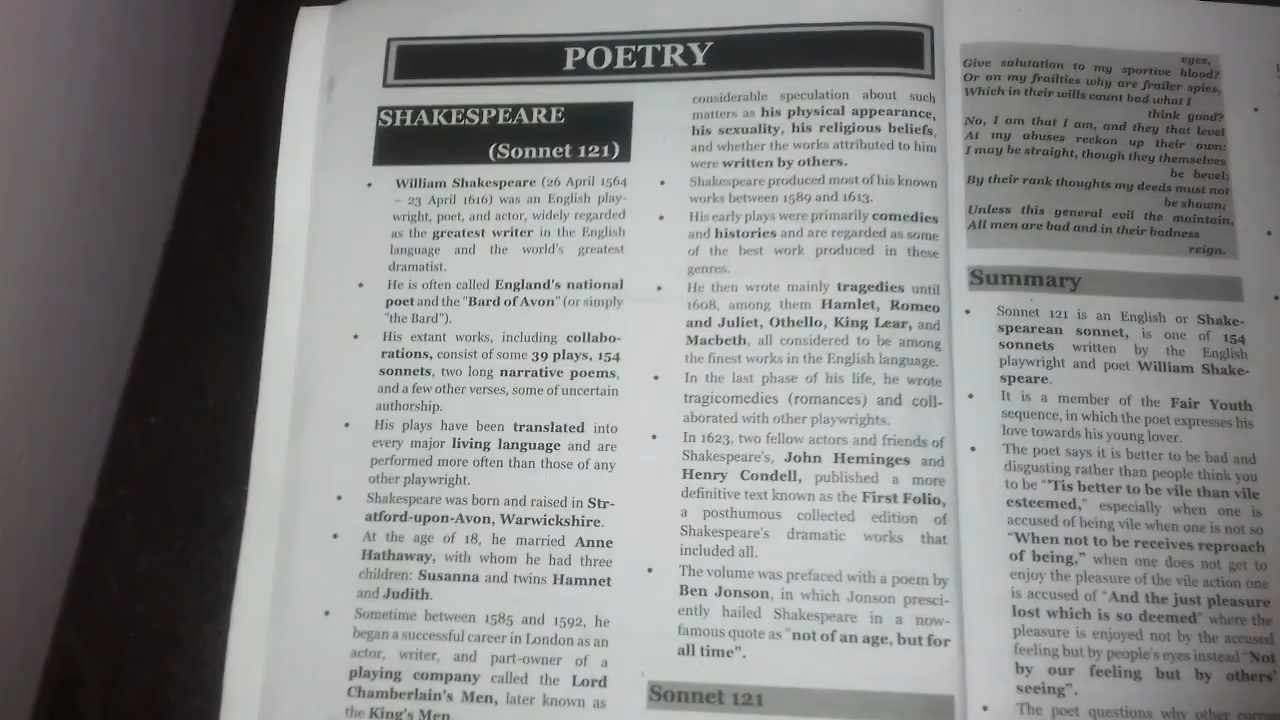 POETRY
SHAKESPEARE
(Sonnet 121)
• William Shakespeare (26 April 1564
– 23 April 1616) was an English play-
wright, poet, and actor, widely regarded
as the greatest writer in the English
language and the world's greatest
dramatist.
• He is often called England's national
poet and the "Bard of Avon" (or simply
"the Bard").
• His extant works, including collabo-
rations, consist of some 39 plays, 154
sonnets, two long narrative poems,
and a few other verses, some of uncertain
authorship.
• His plays have been translated into
every major living language and are
performed more often than those of any
other playwright.
• Shakespeare was born and raised in Str-
atford-upon-Avon, Warwickshire.
• At the age of 18, he married Anne
Hathaway, with whom he had three
children: Susanna and twins Hamnet
and Judith.
• Sometime between 1585 and 1592, he
began a successful career in London as an
actor, writer, and part-owner of a
playing company called the Lord
Chamberlain's Men, later known as
the King's Men
considerable speculation about such
matters as his physical appearance,
his sexuality, his religious beliefs,
and whether the works attributed to him
were written by others.
• Shakespeare produced most of his known
works between 1589 and 1613.
• His early plays were primarily comedies
and histories and are regarded as some
of the best work produced in these
genres.
• He then wrote mainly tragedies until
1608, among them Hamlet, Romeo
and Juliet, Othello, King Lear, and
Macbeth, all considered to be among
the finest works in the English language.
• In the last phase of his life, he wrote
tragicomedies (romances) and coll-
aborated with other playwrights.
• In 1623, two fellow actors and friends of
Shakespeare's, John Heminges and
Henry Condell, published a more
definitive text known as the First Folio,
a posthumous collected edition of
Shakespeare's dramatic works that
included all.
• The volume was prefaced with a poem by
Ben Jonson, in which Jonson presci-
ently hailed Shakespeare in a now-
famous quote as "not of an age, but for
all time".
Sonnet 121
eyes,
Give salutation to my sportive blood?
Or on my frailties why are frailer spies,
Which in their wills count bad what I
think good?
No, I am that I am, and they that level
At my abuses reckon up their own:
I may be straight, though they themselves
be bevel;
By their rank thoughts my deeds must not
be shown;
Unless this general evil the maintain,
All men are bad and in their badness
reign.
Summary
• Sonnet 121 is an English or Shake-
spearean sonnet, is one of 154
sonnets written by the English
playwright and poet William Shake-
speare.
• It is a member of the Fair Youth
sequence, in which the poet expresses his
love towards his young lover.
• The poet says it is better to be bad and
disgusting rather than people think you
to be "'Tis better to be vile than vile
esteemed," especially when one is
accused of being vile when one is not so
"When not to be receives reproach
of being," when one does not get to
enjoy the pleasure of the vile action one
is accused of "And the just pleasure
lost which is so deemed" where the
pleasure is enjoyed not by the accused
feeling but by people's eyes instead "Not
by our feeling but by others'
seeing".
• The poet questions why other